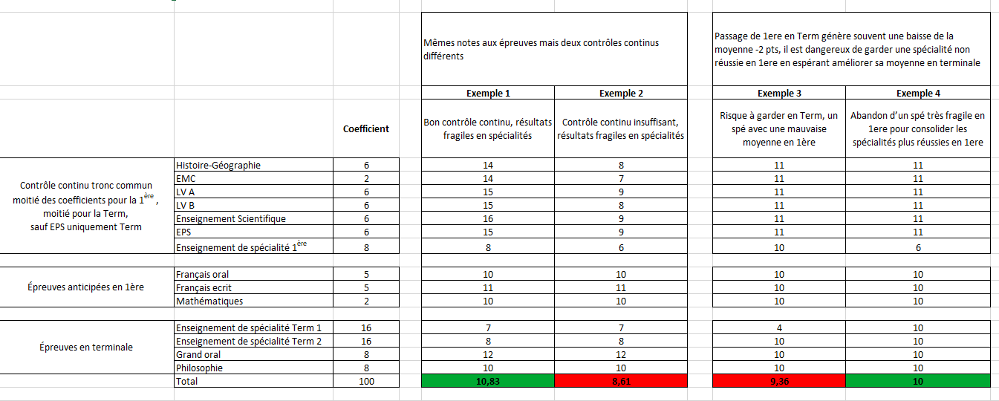 Mêmes notes aux épreuves mais deux contrôles continus
différents
Passage de 1ere en Term génère souvent une baisse de la
moyenne -2 pts, il est dangereux de garder une spécialité non
réussie en 1ere en espérant améliorer sa moyenne en terminale
Exemple 1 Exemple 2 Exemple 3 Exemple 4
Coefficient
Bon contrôle continu, résultats
fragiles en spécialités
Contrôle continu insuffisant,
résultats fragiles en spécialités
Risque à garder en Term, un
spé avec une mauvaise
moyenne en 1ère
Abandon d’un spé très fragile en
1ere pour consolider les
spécialités plus réussies en 1ere
Contrôle continu tronc commun
moitié des coefficients pour la 1ère ,
moitié pour la Term,
sauf EPS uniquement Term
Histoire-Géographie 6 14 8 11 11
EMC 2 14 7 11 11
LV A 6 15 9 11 11
LV B 6 15 8 11 11
Enseignement Scientifique 6 16 9 11 11
EPS 6 15 9 11 11
Enseignement de spécialité 1ère 8 8 6 10 6
Épreuves anticipées en 1ère
Français oral 5 10 10 10 10
Français ecrit 5 11 11 10 10
Mathématiques 2 10 10 10 10
Épreuves en terminale
Enseignement de spécialité Term 1 16 7 7 4 10
Enseignement de spécialité Term 2 16 8 8 10 10
Grand oral 8 12 12 10 10
Philosophie 8 10 10 10 10
Total 100 10,83 8,61 9,36 10